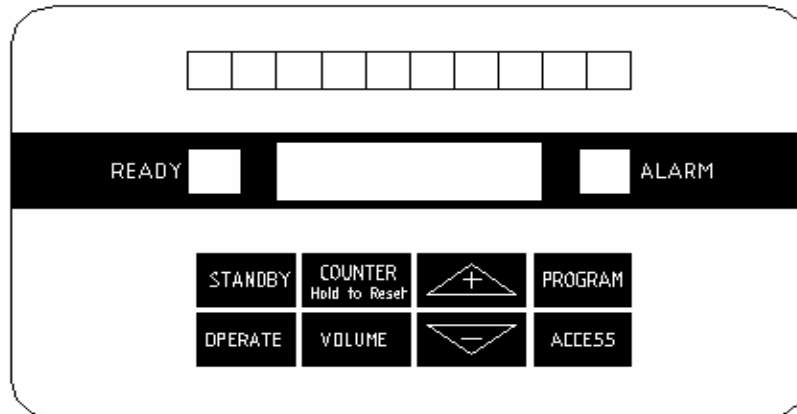 READY
ALARM
STANDBY
COUNTER
Hold to Reset
+
PROGRAM
OPERATE
VOLUME
−
ACCESS